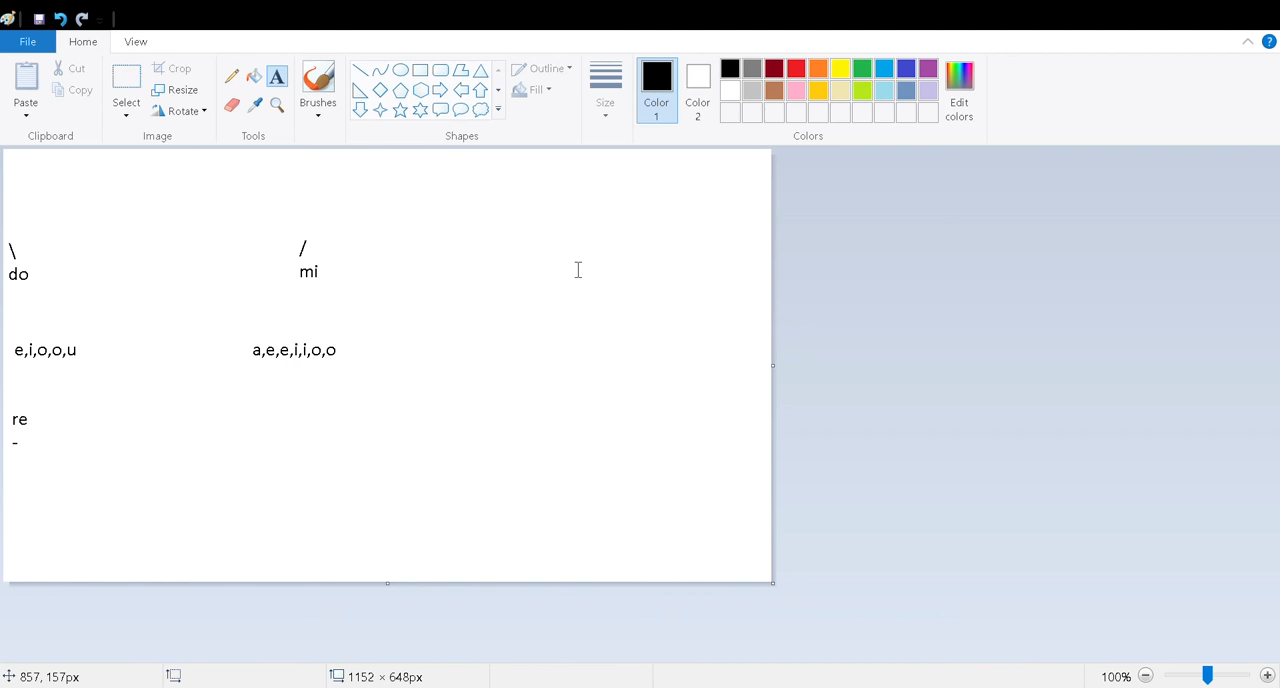 File
Home
View
Paste
Cut
Copy
Clipboard
Select
Crop
Resize
Rotate
Image
A
Tools
Brushes
Outline
Fill
Shapes
Size
Color 1
Color 2
Edit colors
Colors
?
\
do
/
mi
e,i,o,o,u
a,e,e,i,i,o,o
re
-
857, 157px
1152 × 648px
100%